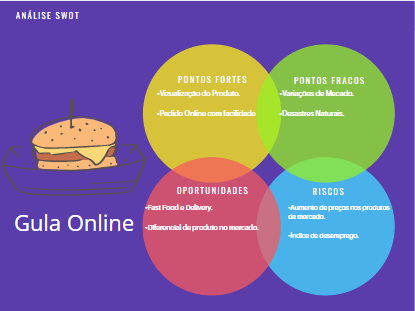 ANÁLISE SWOT
PONTOS FORTES
•Vizualização do Produto.
•Pedido Online com facilidade
PONTOS FRACOS
•Variações de Mercado.
•Desastres Naturais.
OPORTUNIDADES
•Fast Food e Delivery.
•Diferencial de produto no mercado.
RISCOS
•Aumento de preços nos produtos
de mercado.
•Índice de desemprego.
Gula Online